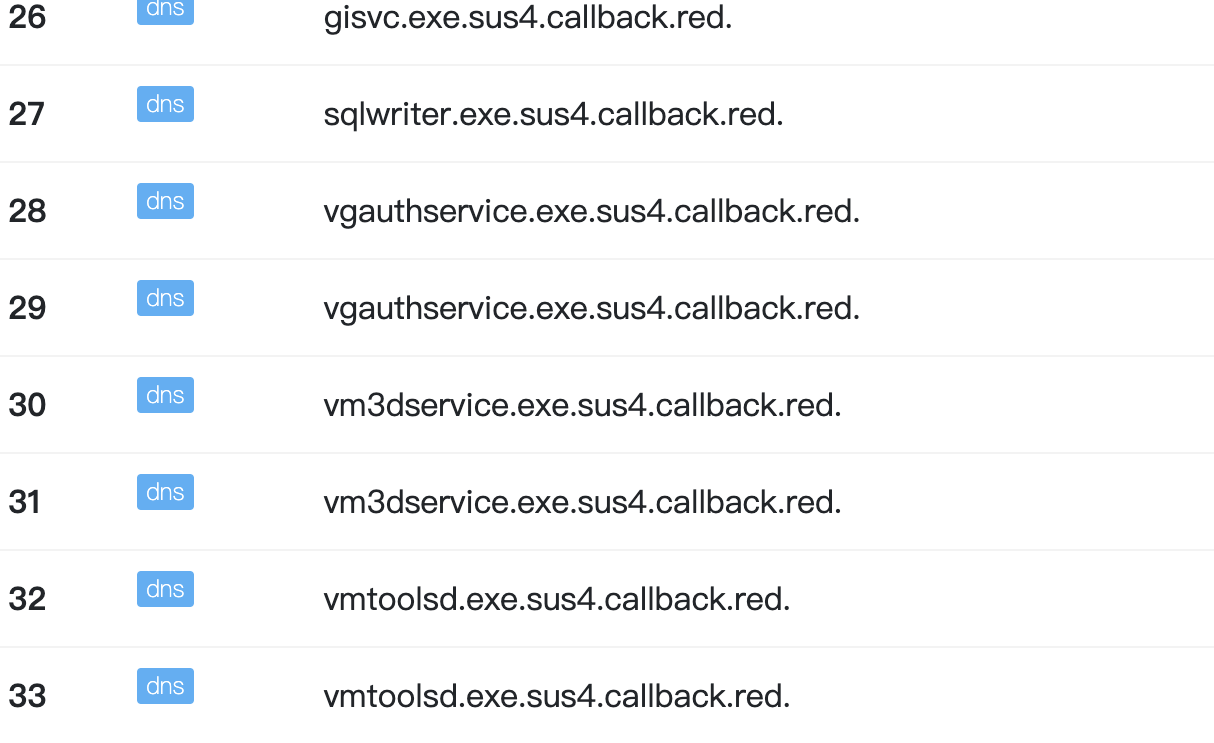 26 dns gisvc.exe.sus4.callback.red.
27 dns sqlwriter.exe.sus4.callback.red.
28 dns vgauthservice.exe.sus4.callback.red.
29 dns vgauthservice.exe.sus4.callback.red.
30 dns vm3dservice.exe.sus4.callback.red.
31 dns vm3dservice.exe.sus4.callback.red.
32 dns vmtoolsd.exe.sus4.callback.red.
33 dns vmtoolsd.exe.sus4.callback.red.